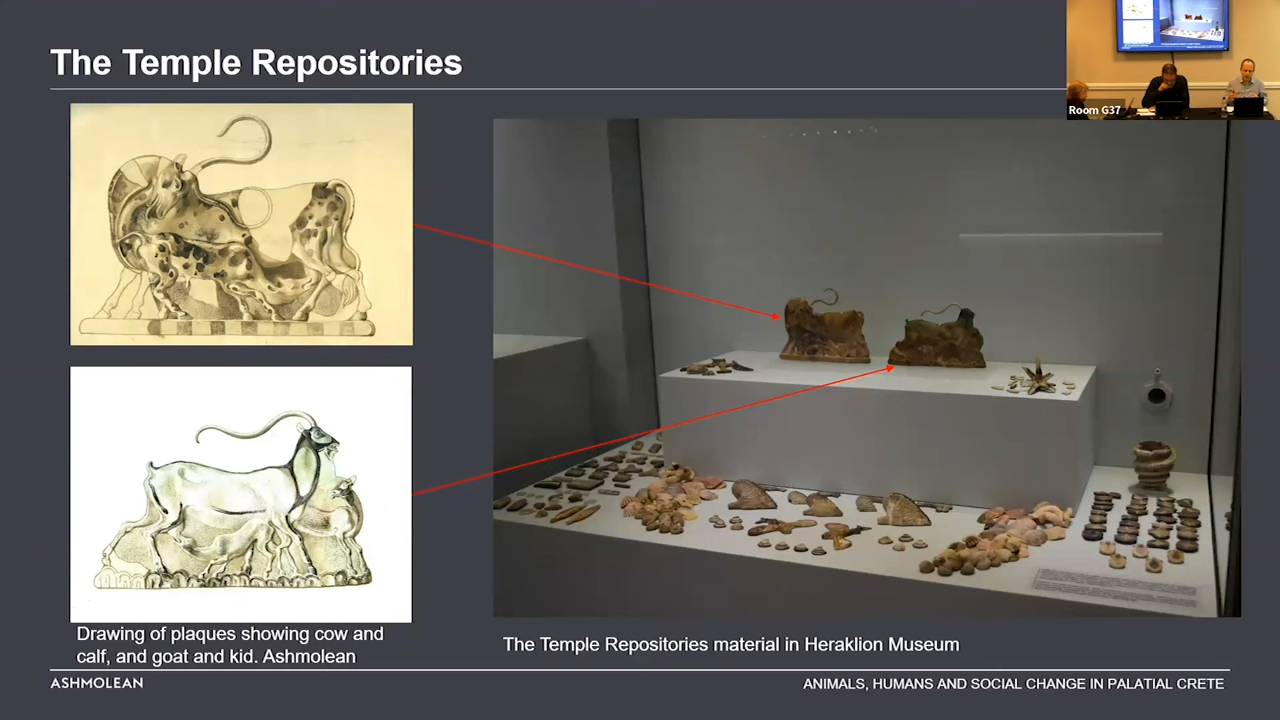 The Temple Repositories
Room G37
Drawing of plaques showing cow and
calf, and goat and kid. Ashmolean
The Temple Repositories material in Heraklion Museum
ASHMOLEAN
ANIMALS, HUMANS AND SOCIAL CHANGE IN PALATIAL CRETE